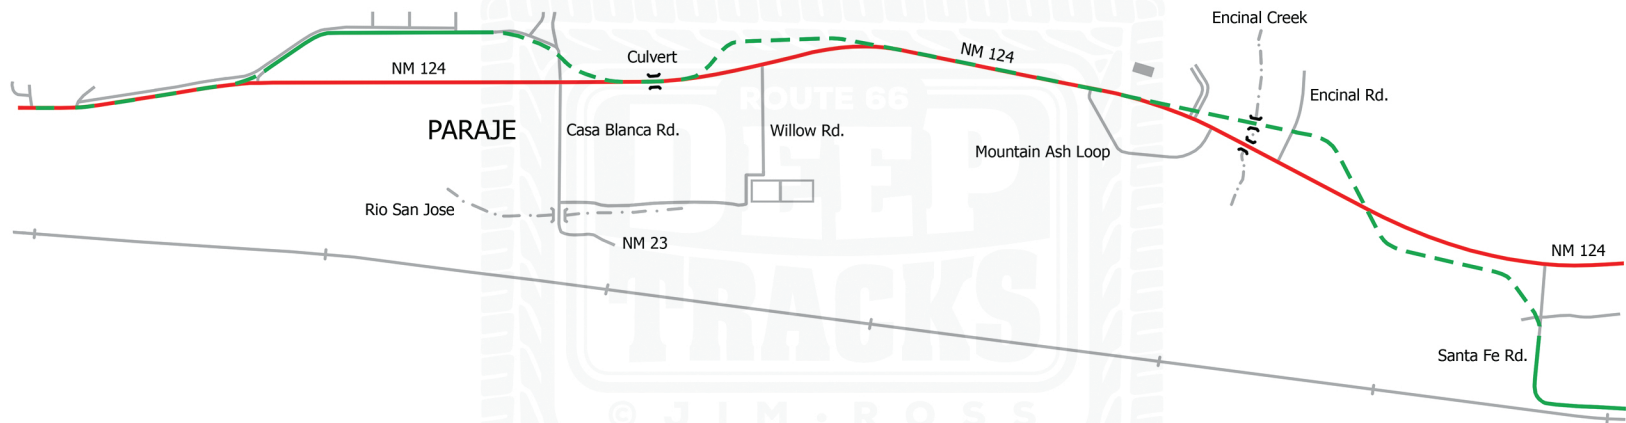 Encinal Creek
Culvert
NM 124
NM 124
ROUTE 66
Encinal Rd.
PARAJE
Casa Blanca Rd.
Willow Rd.
DEEP
Mountain Ash Loop
Rio San Jose
NM 23
NM 124
TRACKS
Santa Fe Rd.
© JIM · ROSS